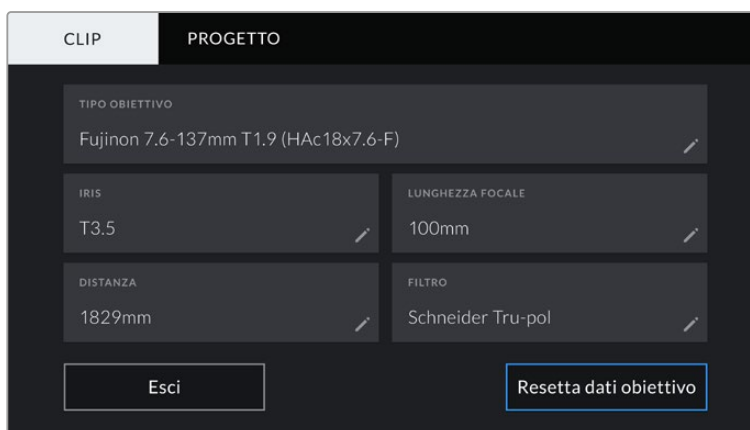 CLIP PROGETTO
TIPO OBIETTIVO
Fujinon 7.6-137mm T1.9 (HAc18x7.6-F)
IRIS LUNGHEZZA FOCALE
T3.5 100mm
DISTANZA FILTRO
1829mm Schneider Tru-pol
Esci Resetta dati obiettivo